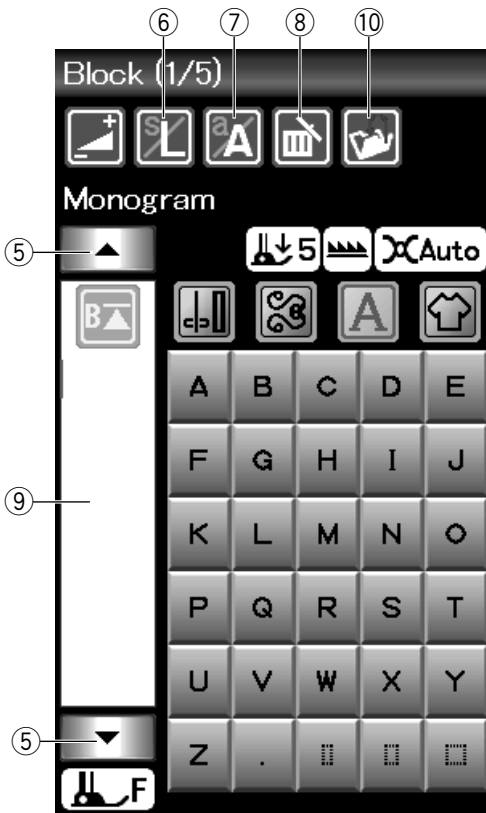 ⑥ ⑦ ⑧ ⑩
Block (1/5)
S L a A
Monogram
⑤
5 Auto
B A
A B C D E
F G H I J
⑨
K L M N O
P Q R S T
U V W X Y
⑤
Z .
F